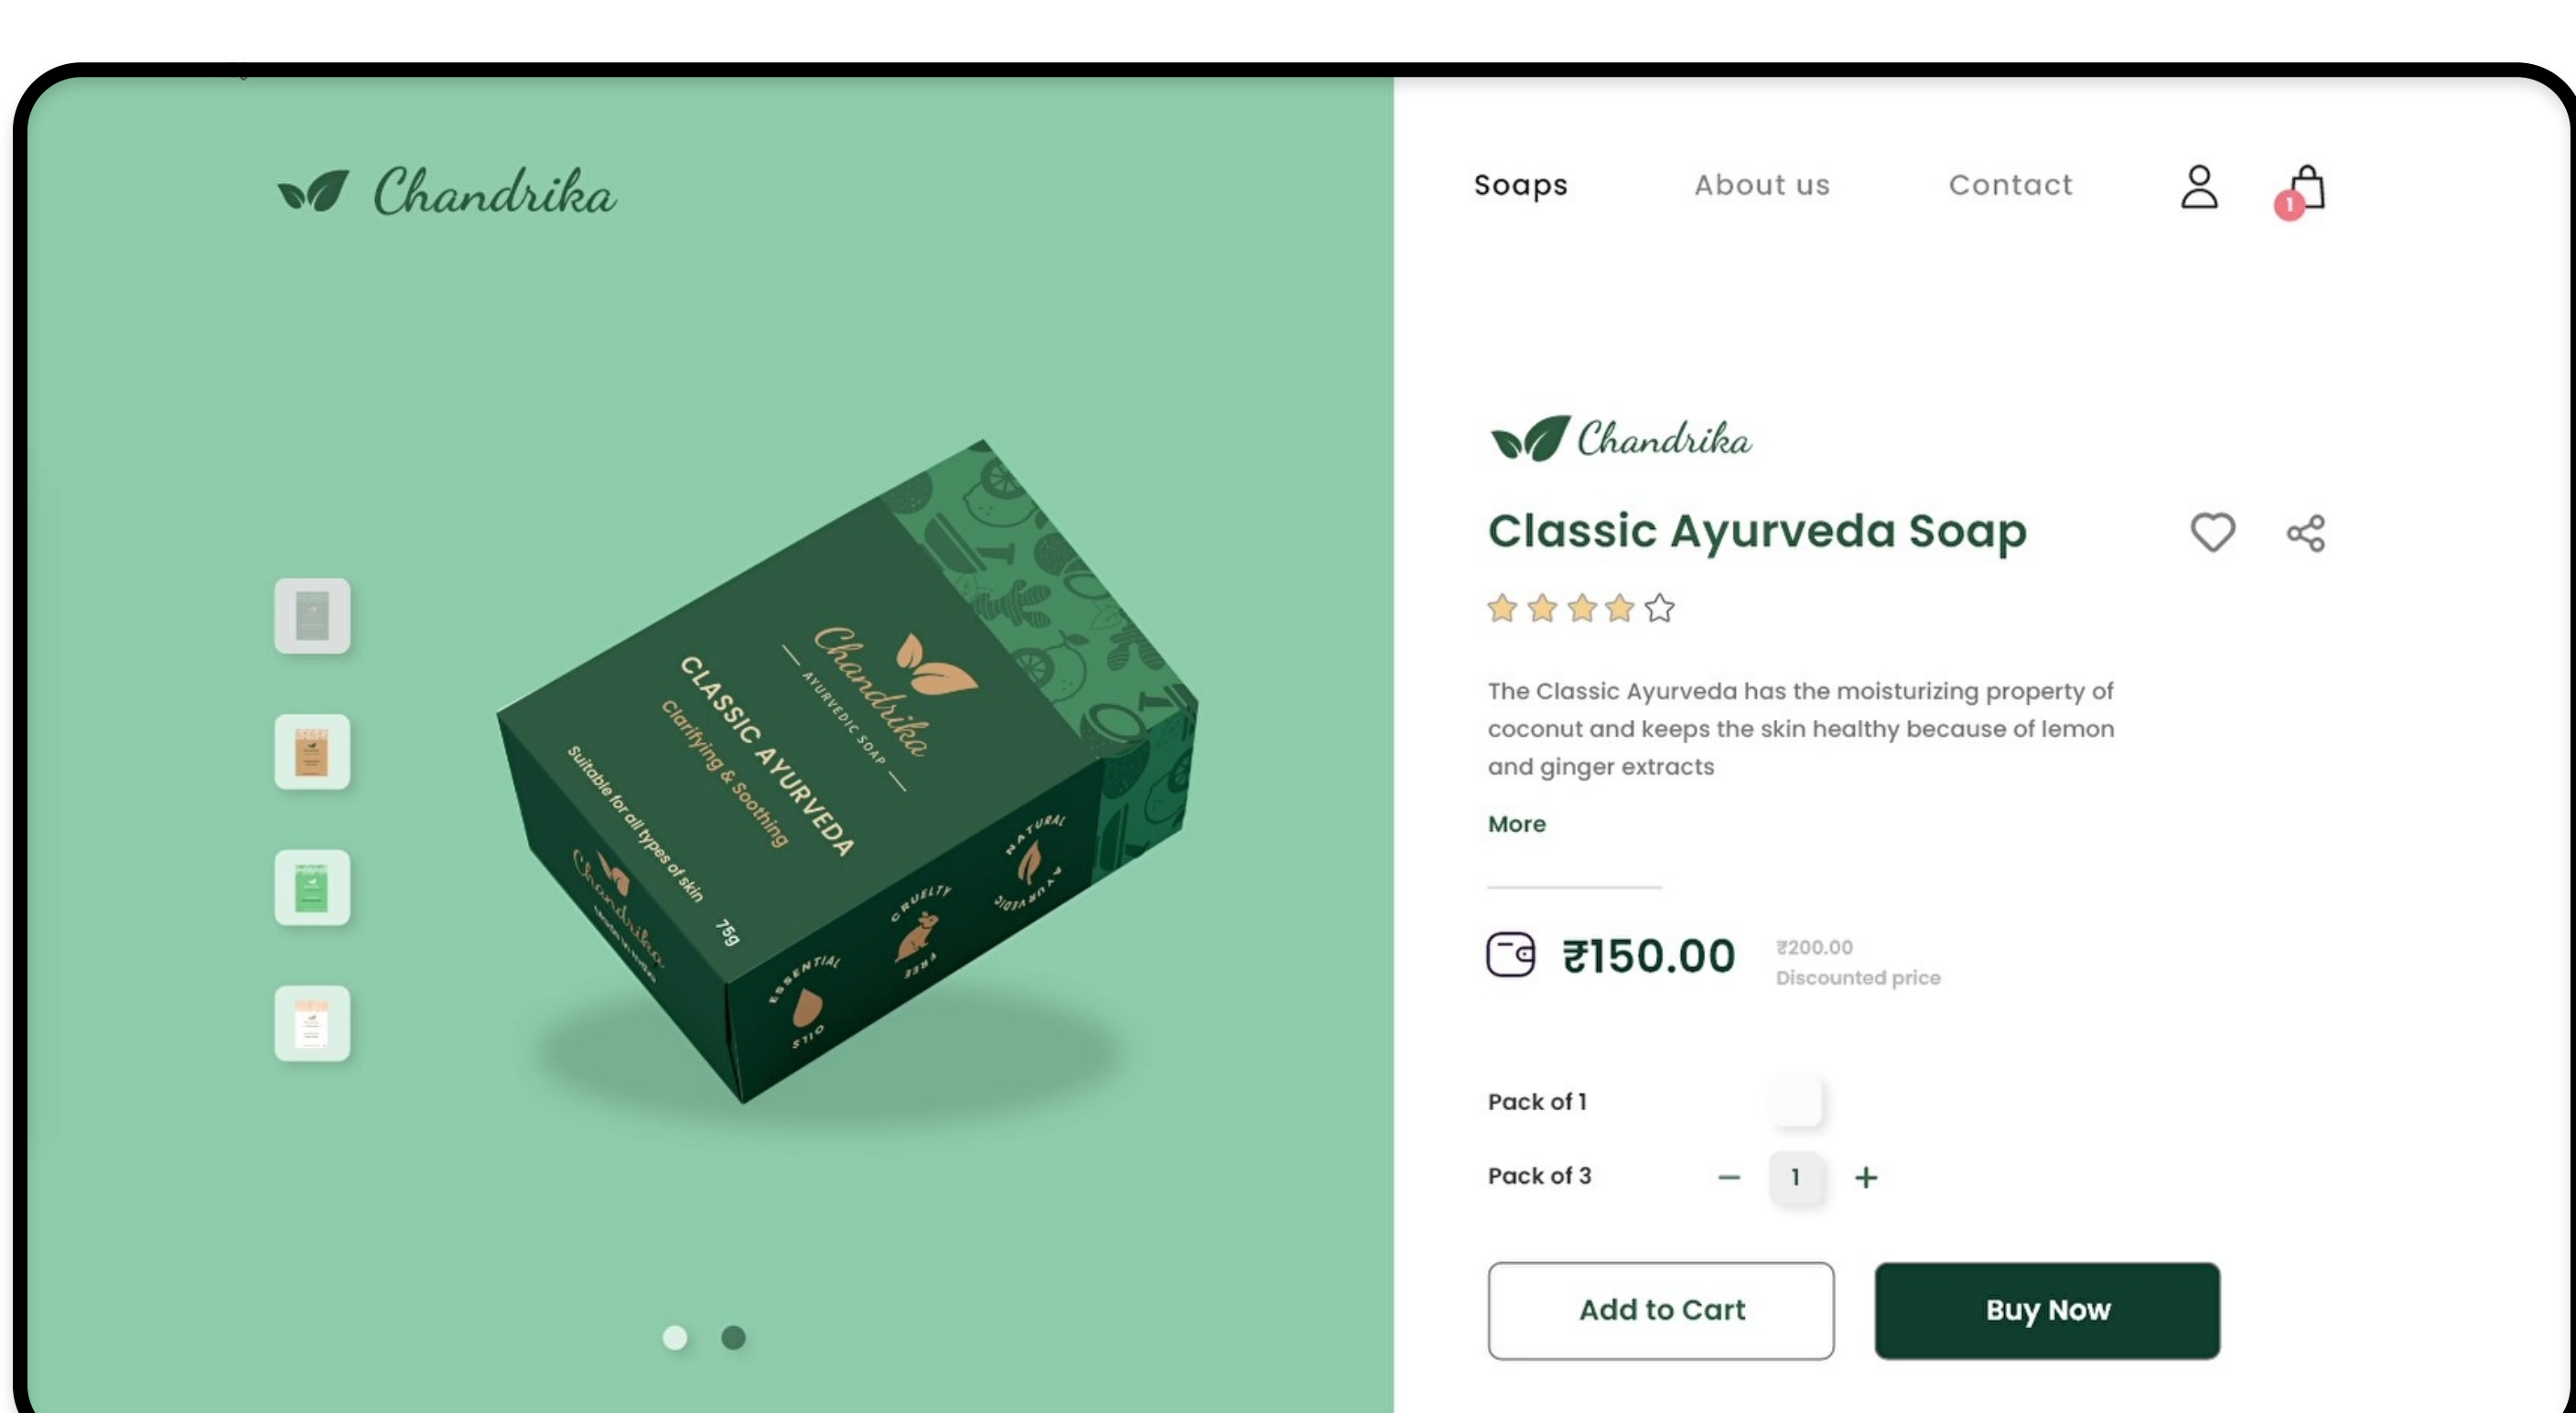 Chandrika
Soaps
About us
Contact
1
Chandrika
AYURVEDIC SOAP
CLASSIC AYURVEDA
Clarifying & Soothing
Suitable for all types of skin
75g
Chandrika
ESSENTIAL
OILS
CRUELTY
FREE
NATURAL
AYURVEDIC
Chandrika
Classic Ayurveda Soap
The Classic Ayurveda has the moisturizing property of
coconut and keeps the skin healthy because of lemon
and ginger extracts
More
₹150.00
₹200.00
Discounted price
Pack of 1
Pack of 3
− 1 +
Add to Cart
Buy Now